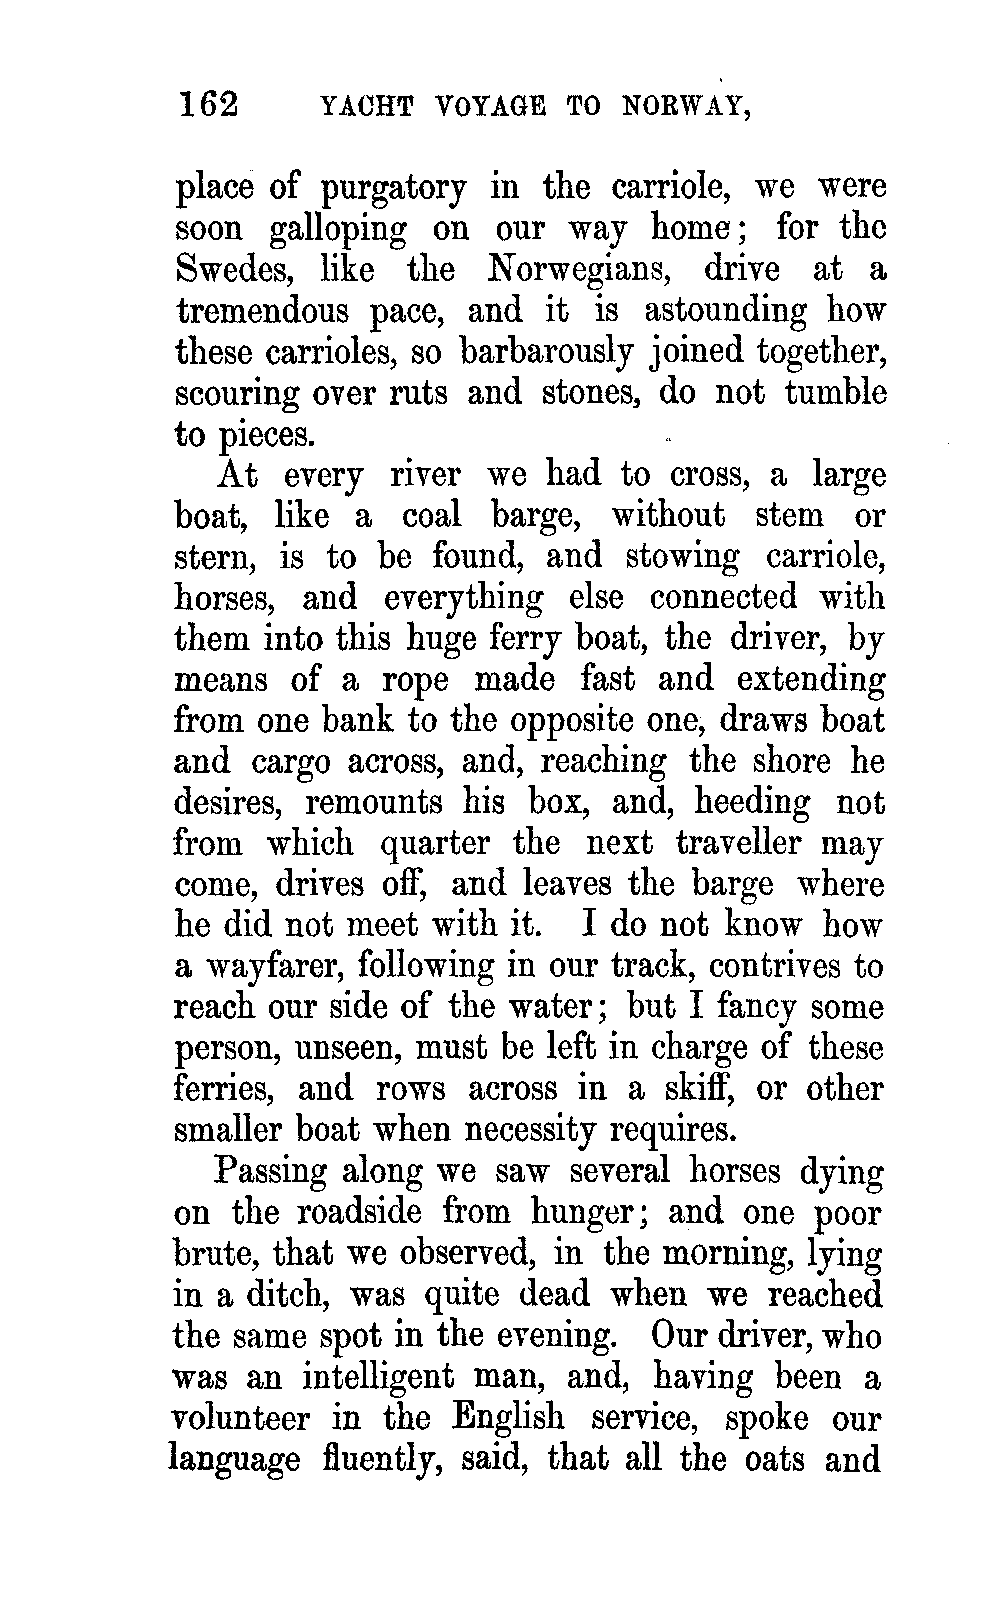 162 YACHT VOYAGE TO NORWAY,
place of purgatory in the carriole, we were
soon galloping on our way home; for the
Swedes, like the Norwegians, drive at a
tremendous pace, and it is astounding how
these carrioles, so barbarously joined together,
scouring over ruts and stones, do not tumble
to pieces.
At every river we had to cross, a large
boat, like a coal barge, without stem or
stern, is to be found, and stowing carriole,
horses, and everything else connected with
them into this huge ferry boat, the driver, by
means of a rope made fast and extending
from one bank to the opposite one, draws boat
and cargo across, and, reaching the shore he
desires, remounts his box, and, heeding not
from which quarter the next traveller may
come, drives off, and leaves the barge where
he did not meet with it. I do not know how
a wayfarer, following in our track, contrives to
reach our side of the water; but I fancy some
person, unseen, must be left in charge of these
ferries, and rows across in a skiff, or other
smaller boat when necessity requires.
Passing along we saw several horses dying
on the roadside from hunger; and one poor
brute, that we observed, in the morning, lying
in a ditch, was quite dead when we reached
the same spot in the evening. Our driver, who
was an intelligent man, and, having been a
volunteer in the English service, spoke our
language fluently, said, that all the oats and